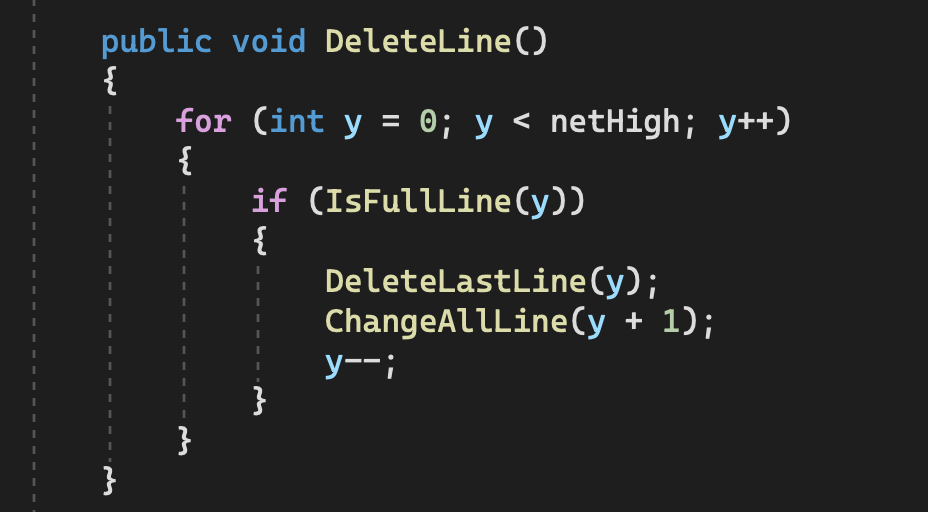 public void DeleteLine()
{
for (int y = 0; y < netHigh; y++)
{
if (IsFullLine(y))
{
DeleteLastLine(y);
ChangeAllLine(y + 1);
y--;
}
}
}